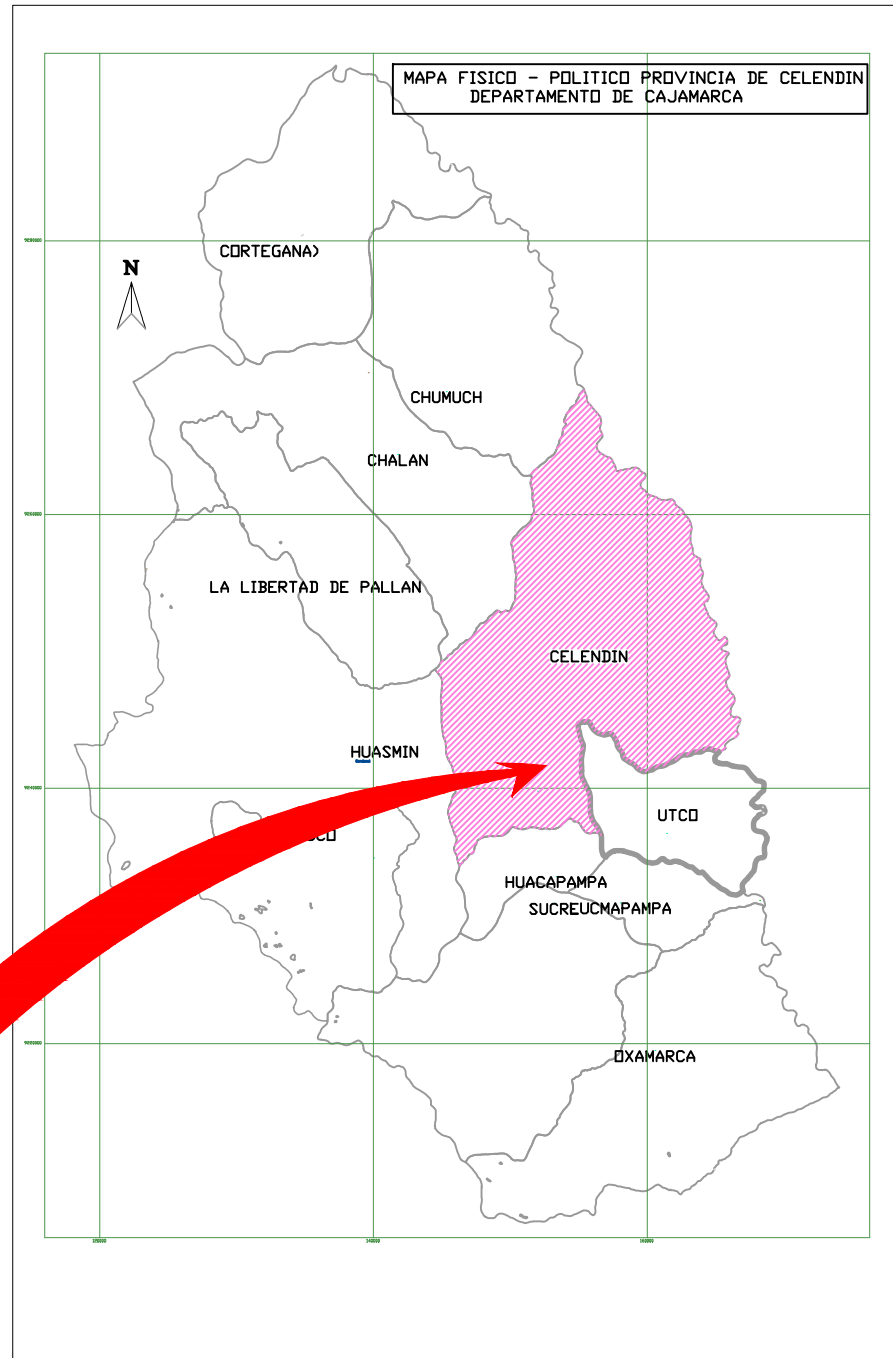 MAPA FISICO - POLITICO PROVINCIA DE CELENDIN
DEPARTAMENTO DE CAJAMARCA
CORTEGANA)
N
CHUMUCH
CHALAN
LA LIBERTAD DE PALLAN
CELENDIN
HUASMIN
UTCO
HUACAPAMPA
SUCREUCMAPAMPA
OXAMARCA